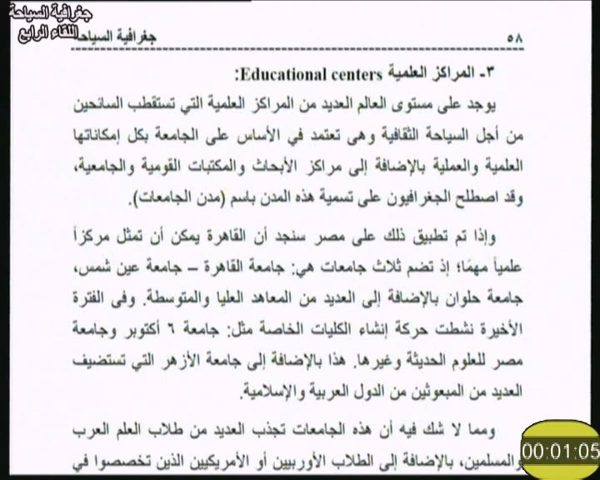 جغرافية السياحة
اللقاء الرابع
٥٨ جغرافية السياحة
٣- المراكز العلمية Educational centers:
يوجد على مستوى العالم العديد من المراكز العلمية التي تستقطب السائحين
من أجل السياحة الثقافية وهى تعتمد في الأساس على الجامعة بكل إمكاناتها
العلمية والعملية بالإضافة إلى مراكز الأبحاث والمكتبات القومية والجامعية،
وقد اصطلح الجغرافيون على تسمية هذه المدن باسم (مدن الجامعات).
وإذا تم تطبيق ذلك على مصر سنجد أن القاهرة يمكن أن تمثل مركزاً
علمياً مهمًا؛ إذ تضم ثلاث جامعات هي: جامعة القاهرة – جامعة عين شمس،
جامعة حلوان بالإضافة إلى العديد من المعاهد العليا والمتوسطة. وفى الفترة
الأخيرة نشطت حركة إنشاء الكليات الخاصة مثل: جامعة ٦ أكتوبر وجامعة
مصر للعلوم الحديثة وغيرها. هذا بالإضافة إلى جامعة الأزهر التي تستضيف
العديد من المبعوثين من الدول العربية والإسلامية.
ومما لا شك فيه أن هذه الجامعات تجذب العديد من طلاب العلم العرب
والمسلمين، بالإضافة إلى الطلاب الأوربيين أو الأمريكيين الذين تخصصوا في
00:01:05